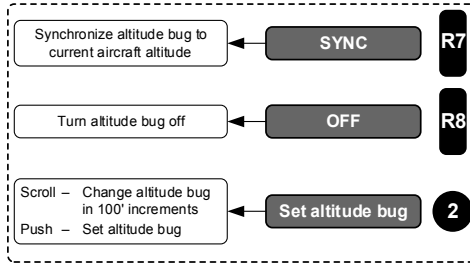 Synchronize altitude bug to
current aircraft altitude
SYNC
R7
Turn altitude bug off
OFF
R8
Scroll – Change altitude bug
in 100' increments
Push – Set altitude bug
Set altitude bug
2